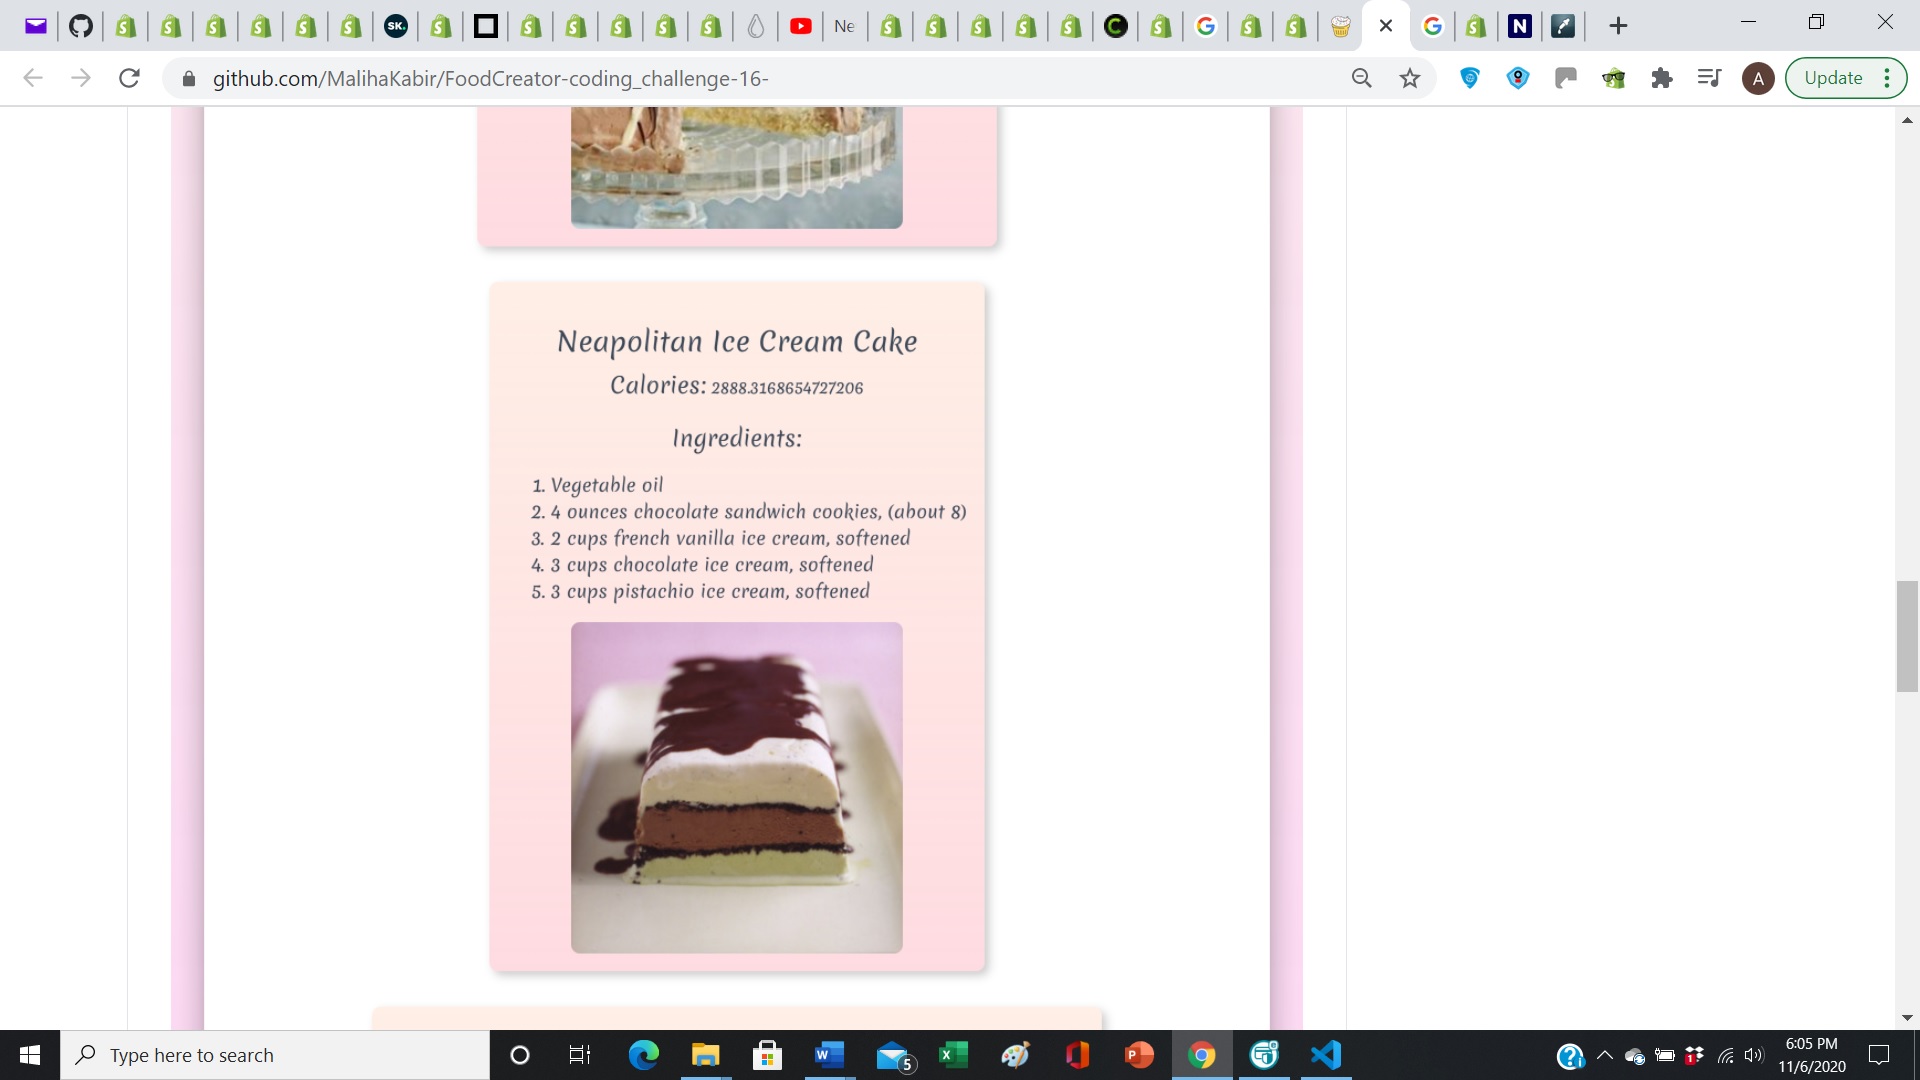 SK.
Ne
C
G
G
N
github.com/MalihaKabir/FoodCreator-coding_challenge-16-
A
Update
Neapolitan Ice Cream Cake
Calories: 2888.3168654727206
Ingredients:
1. Vegetable oil
2. 4 ounces chocolate sandwich cookies, (about 8)
3. 2 cups french vanilla ice cream, softened
4. 3 cups chocolate ice cream, softened
5. 3 cups pistachio ice cream, softened
Type here to search
5
1
6:05 PM
11/6/2020